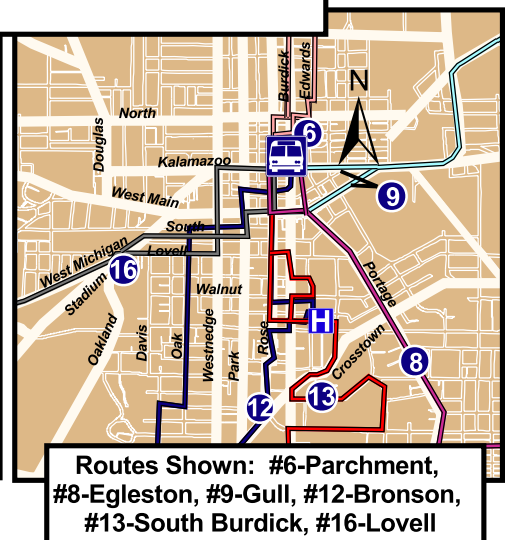 Burdick
Edwards
N
North
6
Douglas
Kalamazoo
9
West Main
South
West Michigan
Lovell
16
Stadium
Walnut
Portage
H
Oakland
Davis
Oak
Westnedge
Park
Rose
Crosstown
8
13
12
Routes Shown: #6-Parchment,
#8-Egleston, #9-Gull, #12-Bronson,
#13-South Burdick, #16-Lovell